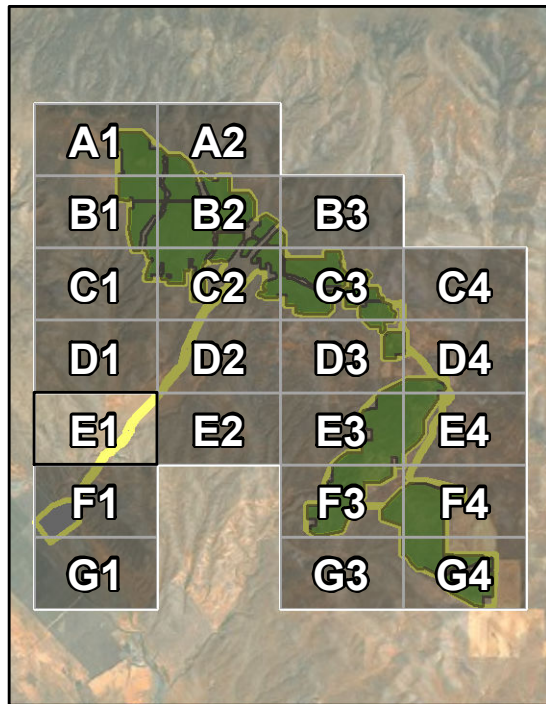 A1 A2
B1 B2 B3
C1 C2 C3 C4
D1 D2 D3 D4
E1 E2 E3 E4
F1 F3 F4
G1 G3 G4